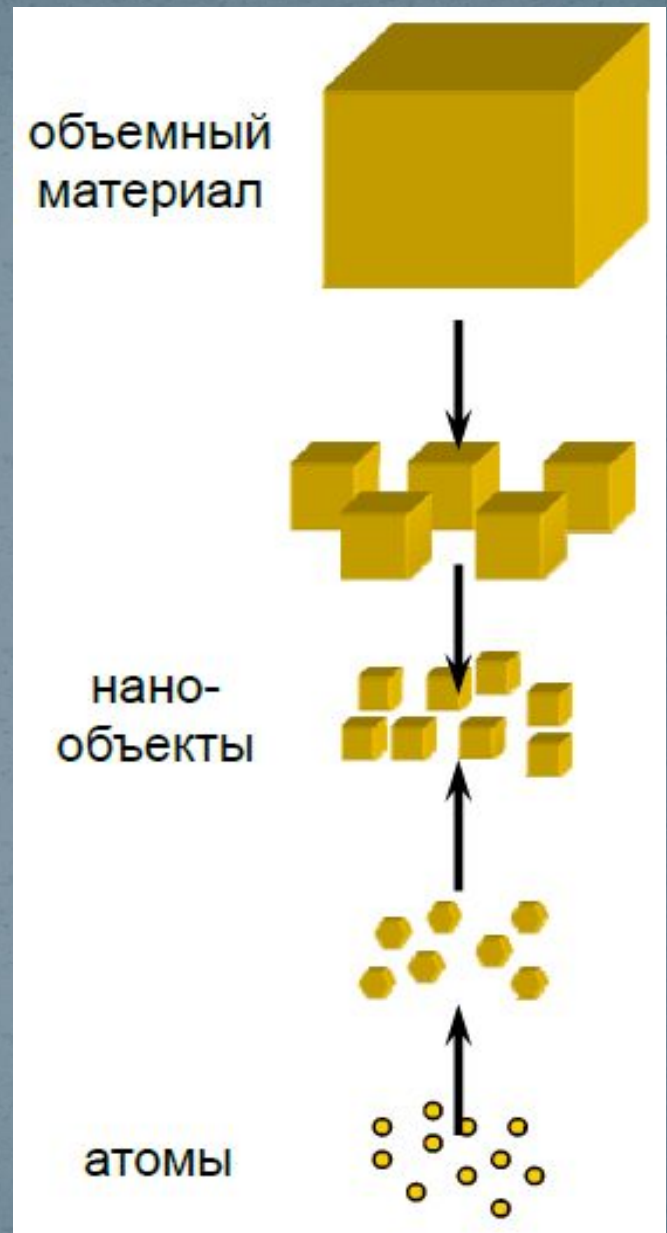 объемный
материал
нано-
объекты
атомы